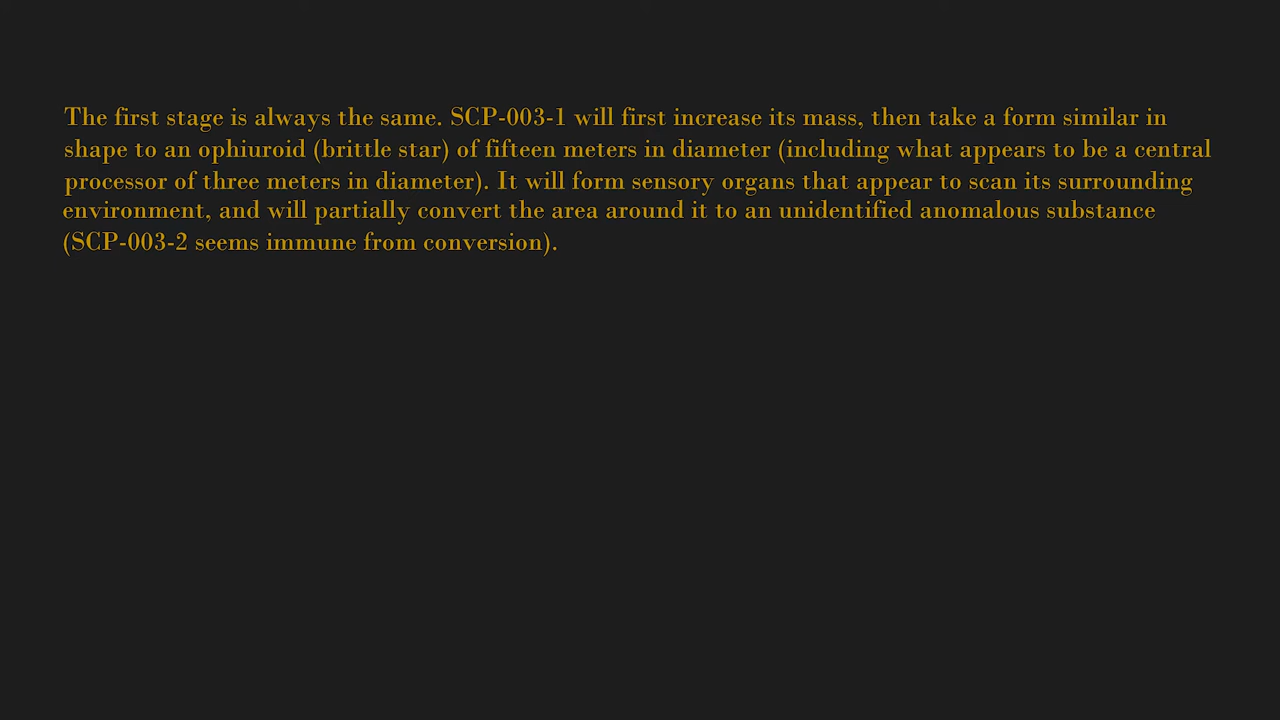 The first stage is always the same. SCP-003-1 will first increase its mass, then take a form similar in
shape to an ophiuroid (brittle star) of fifteen meters in diameter (including what appears to be a central
processor of three meters in diameter). It will form sensory organs that appear to scan its surrounding
environment, and will partially convert the area around it to an unidentified anomalous substance
(SCP-003-2 seems immune from conversion).